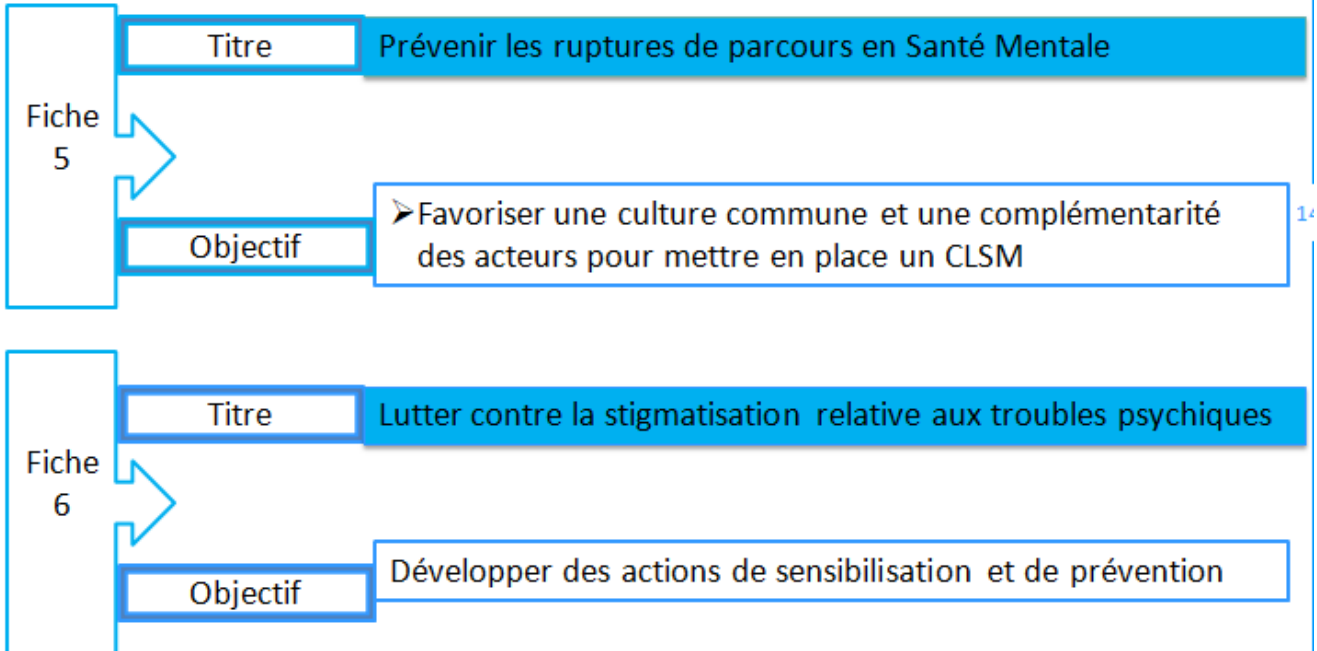 Titre
Prévenir les ruptures de parcours en Santé Mentale
Fiche
5
Objectif
➢Favoriser une culture commune et une complémentarité
des acteurs pour mettre en place un CLSM
14
Titre
Lutter contre la stigmatisation relative aux troubles psychiques
Fiche
6
Objectif
Développer des actions de sensibilisation et de prévention